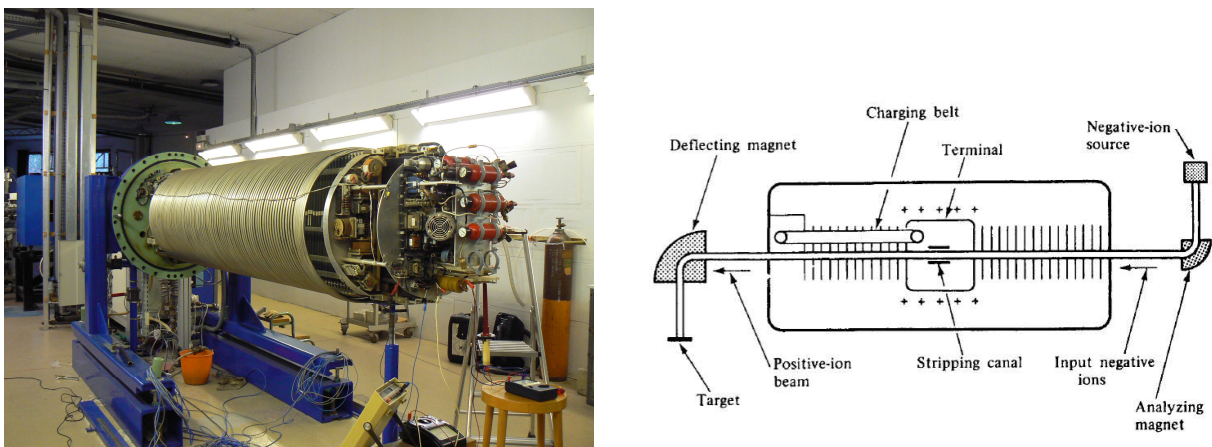 Charging belt
Deflecting magnet
Terminal
Negative-ion
source
+ + + + +
+ + + + +
Target
Positive-ion
beam
Stripping canal
Input negative
ions
Analyzing
magnet